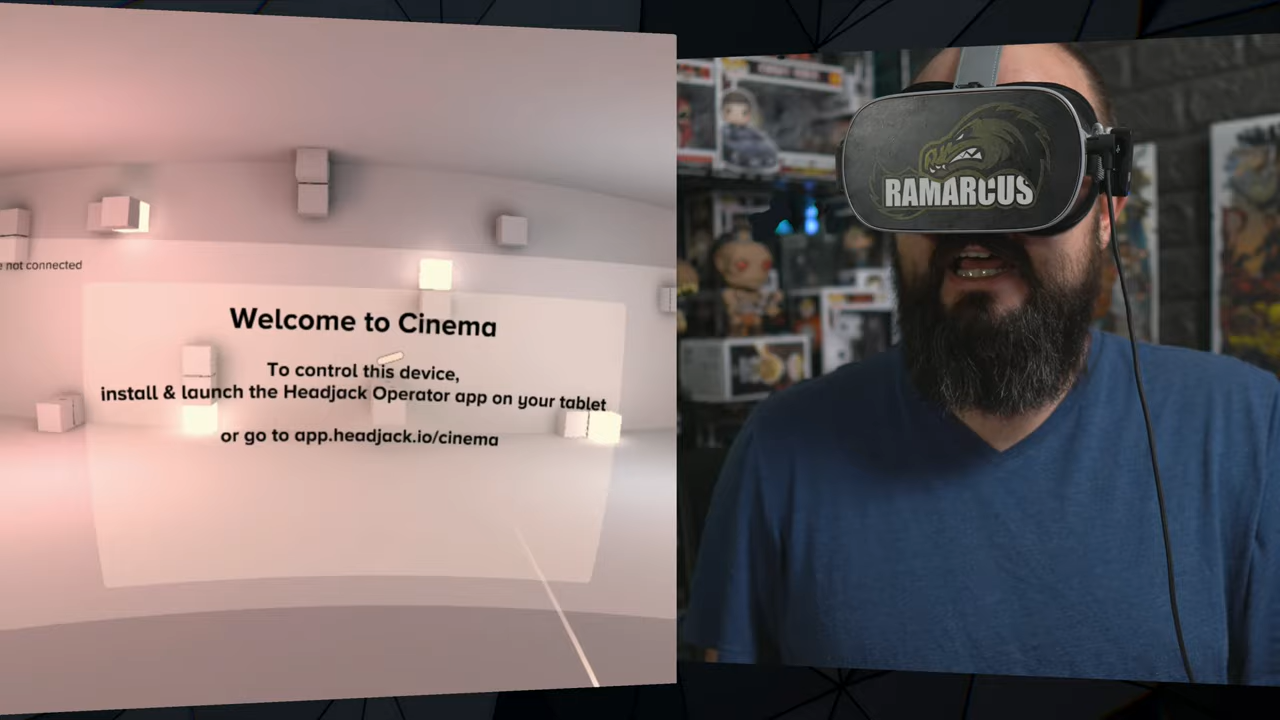 e not connected
Welcome to Cinema
To control this device,
install & launch the Headjack Operator app on your tablet
or go to app.headjack.io/cinema
RAMARCUS